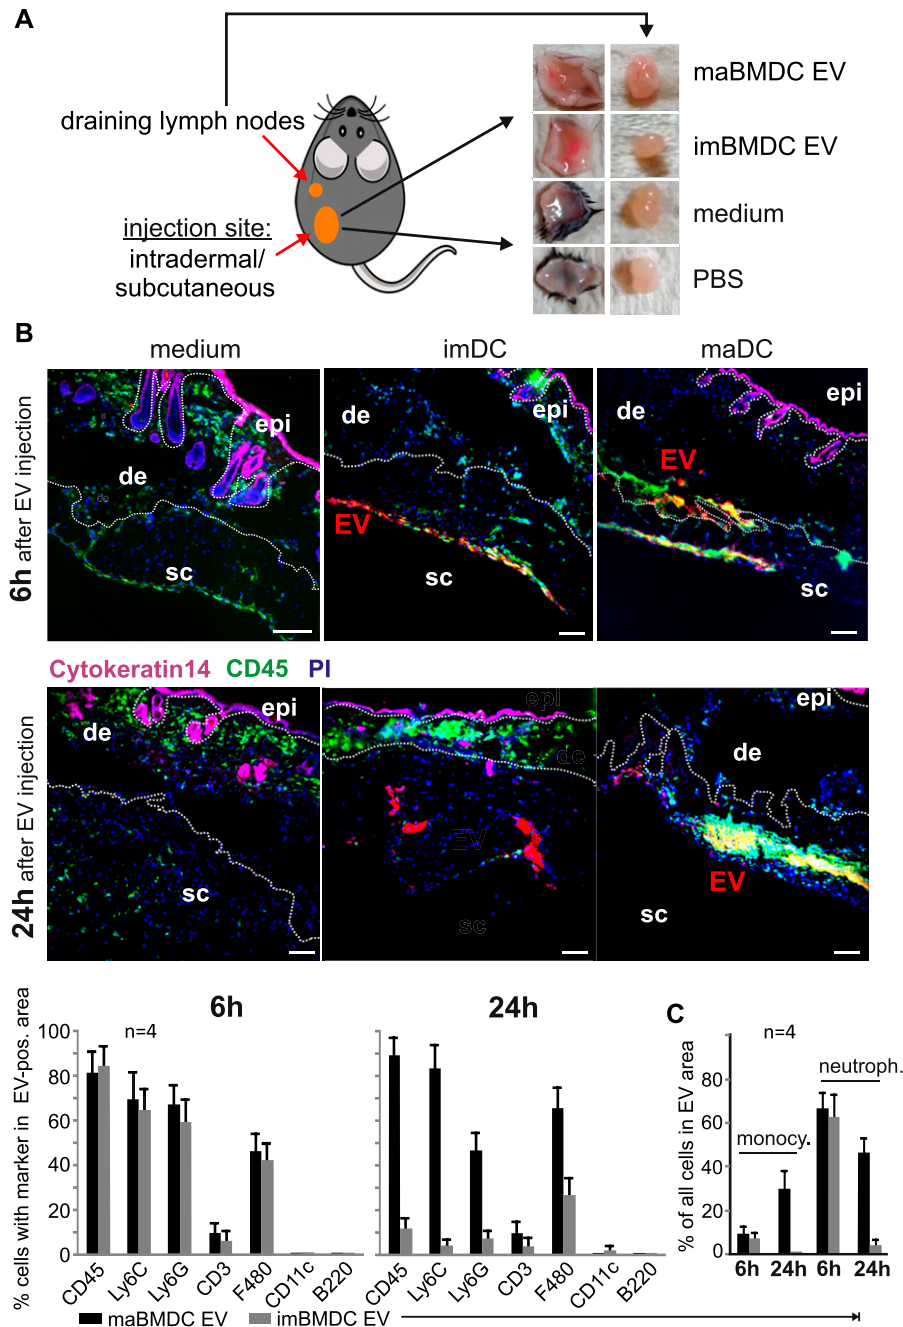 A
draining lymph nodes
injection site:
intradermal/
subcutaneous
maBMDC EV
imBMDC EV
medium
PBS
B
medium
imDC
maDC
6h after EV injection
epi
de
de
sc
de
epi
EV
sc
de
epi
EV
sc
Cytokeratin14 CD45 PI
24h after EV injection
epi
de
sc
epi
de
EV
sc
epi
de
EV
sc
% cells with marker in EV-pos. area
6h
n=4
100
80
60
40
20
0
CD45
Ly6C
Ly6G
CD3
F480
CD11c
B220
24h
CD45
Ly6C
Ly6G
CD3
F480
CD11c
B220
maBMDC EV
imBMDC EV
C
% of all cells in EV area
n=4
neutroph.
monocy.
80
60
40
20
0
6h
24h
6h
24h